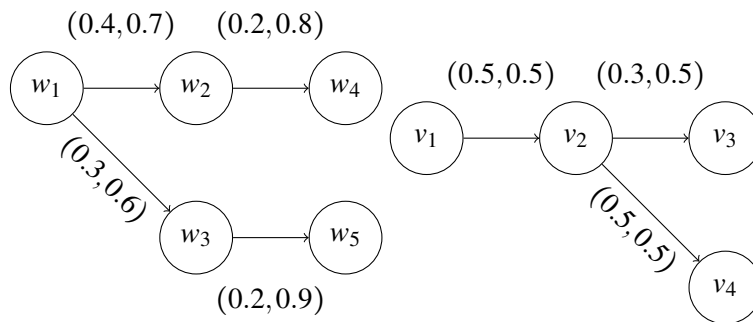 (0.4,0.7) (0.2,0.8)
w₁ w₂ w₄
(0.3,0.6)
w₃ w₅
(0.2,0.9)
(0.5,0.5) (0.3,0.5)
v₁ v₂ v₃
(0.5,0.5)
v₄